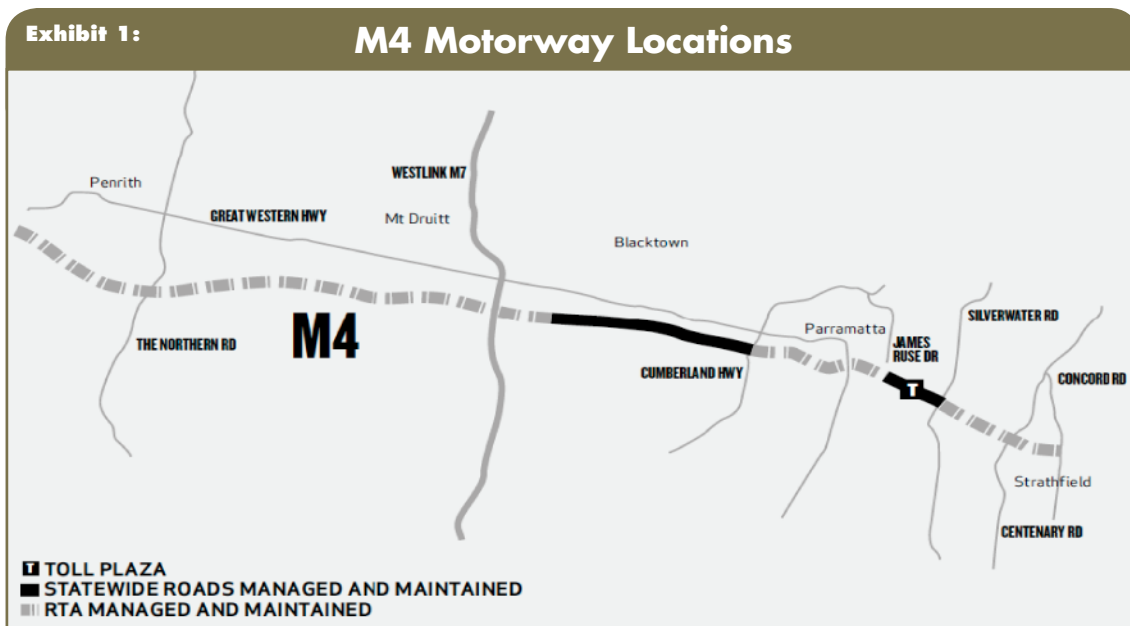 Exhibit 1:
M4 Motorway Locations
Penrith
WESTLINK M7
GREAT WESTERN HWY
Mt Druitt
Blacktown
THE NORTHERN RD
M4
CUMBERLAND HWY
Parramatta
JAMES
RUSE DR
SILVERWATER RD
T
CONCORD RD
Strathfield
CENTENARY RD
T TOLL PLAZA
STATEWIDE ROADS MANAGED AND MAINTAINED
RTA MANAGED AND MAINTAINED